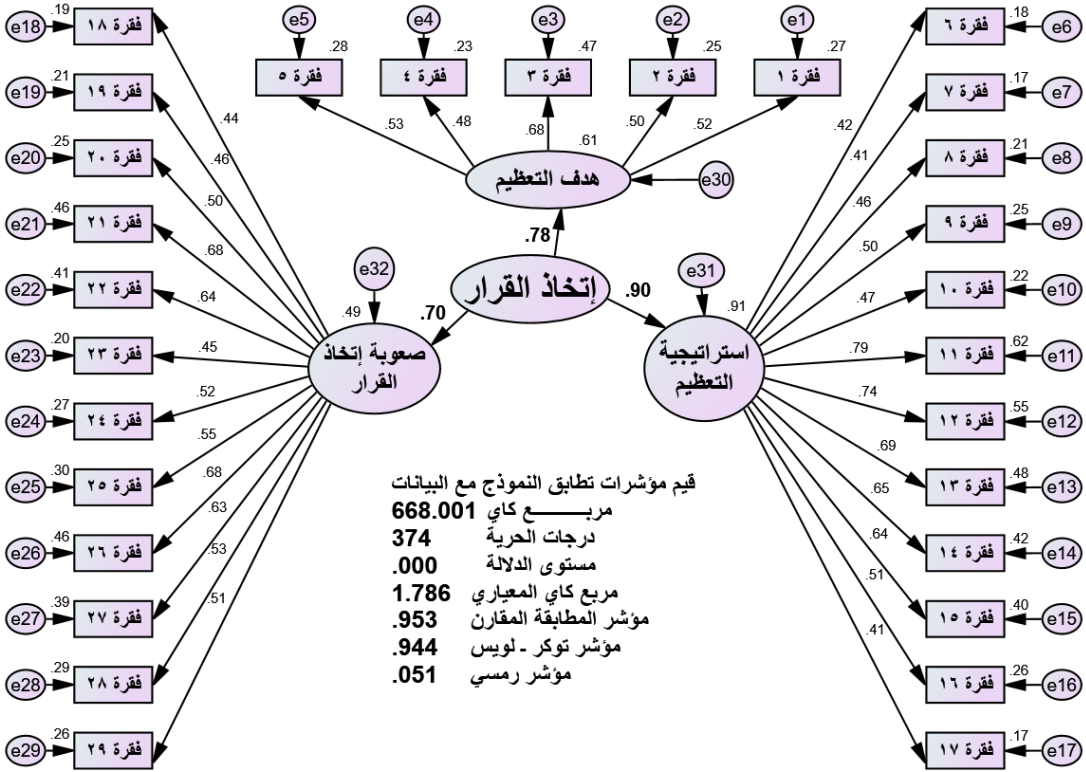 e18 .19 فقرة ١٨
e19 .21 فقرة ١٩
e20 .25 فقرة ٢٠
e21 .46 فقرة ٢١
e22 .41 فقرة ٢٢
e23 .20 فقرة ٢٣
e24 .27 فقرة ٢٤
e25 .30 فقرة ٢٥
e26 .46 فقرة ٢٦
e27 .39 فقرة ٢٧
e28 .29 فقرة ٢٨
e29 .26 فقرة ٢٩
.44
.46
.50
.68
.64
.45
.52
.55
.68
.63
.53
.51
e5 e4 e3 e2 e1
.28 .23 .47 .25 .27
فقرة ٥ فقرة ٤ فقرة ٣ فقرة ٢ فقرة ١
.53 .48 .68 .50 .52
.61
هدف التعظيم
e30
.78
إتخاذ القرار
.70
.90
e32
.49
صعوبة إتخاذ
القرار
e31
.91
استراتيجية
التعظيم
.42
.41
.46
.50
.47
.79
.74
.69
.65
.64
.51
.41
فقرة ٦ .18 e6
فقرة ٧ .17 e7
فقرة ٨ .21 e8
فقرة ٩ .25 e9
فقرة ١٠ .22 e10
فقرة ١١ .62 e11
فقرة ١٢ .55 e12
فقرة ١٣ .48 e13
فقرة ١٤ .42 e14
فقرة ١٥ .40 e15
فقرة ١٦ .26 e16
فقرة ١٧ .17 e17
قيم مؤشرات تطابق النموذج مع البيانات
مربـــــــع كاي 668.001
درجات الحرية 374
مستوى الدلالة .000
مربع كاي المعياري 1.786
مؤشر المطابقة المقارن .953
مؤشر توكر ـ لويس .944
مؤشر رمسي .051